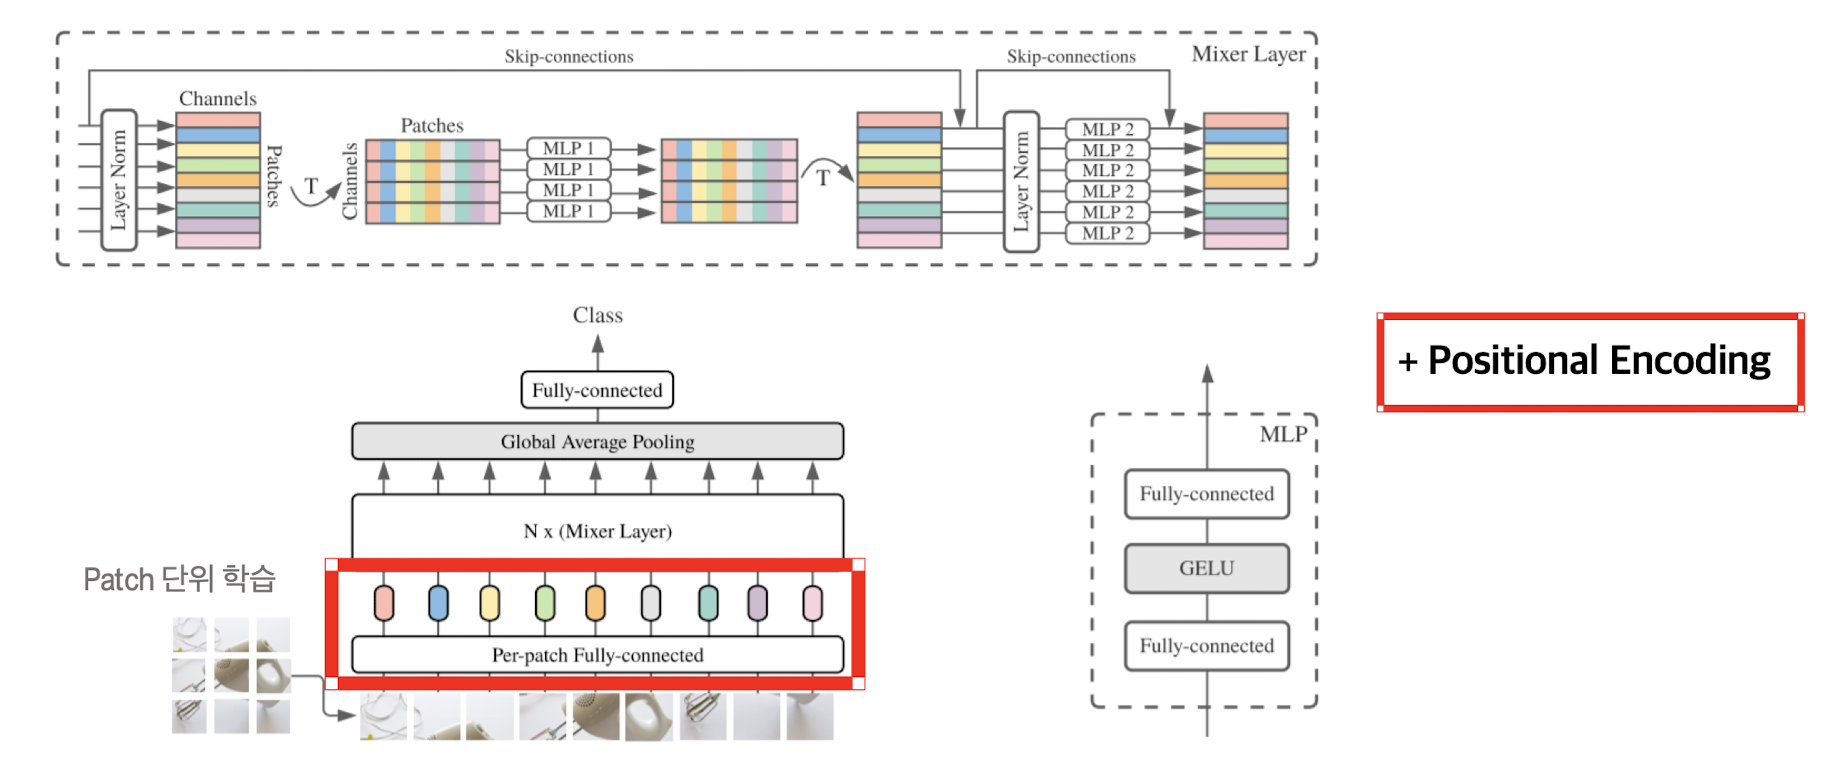 Skip-connections
Skip-connections
Mixer Layer
Layer Norm
Channels
Patches
T
Channels
Patches
MLP 1
MLP 1
MLP 1
MLP 1
T
Layer Norm
MLP 2
MLP 2
MLP 2
MLP 2
MLP 2
MLP 2
Class
Fully-connected
Global Average Pooling
N x (Mixer Layer)
Per-patch Fully-connected
Patch 단위 학습
MLP
Fully-connected
GELU
Fully-connected
+ Positional Encoding